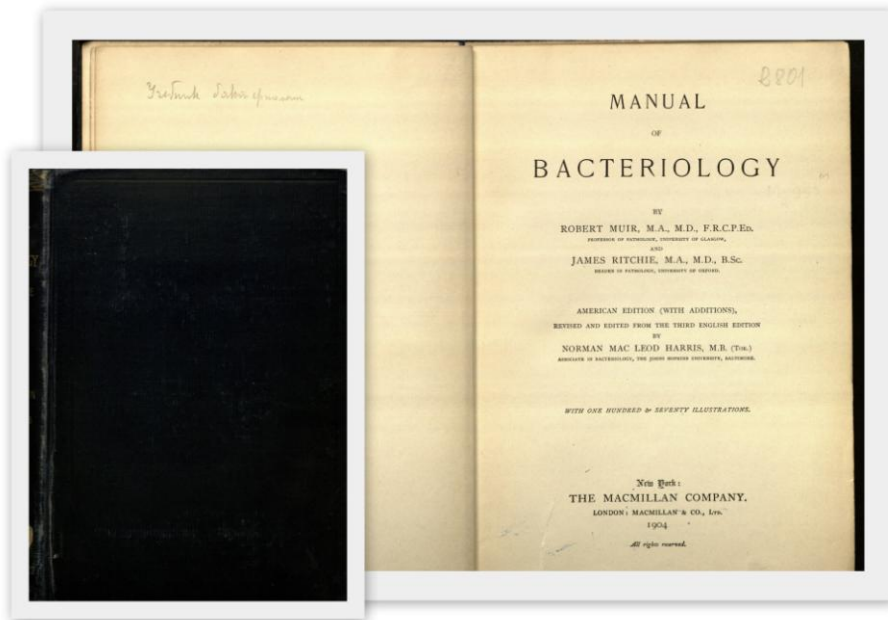 2801
MANUAL
OF
BACTERIOLOGY
BY
ROBERT MUIR, M.A., M.D., F.R.C.P.ED.
PROFESSOR OF PATHOLOGY, UNIVERSITY OF GLASGOW,
AND
JAMES RITCHIE, M.A., M.D., B.SC.
READER IN PATHOLOGY, UNIVERSITY OF OXFORD.
AMERICAN EDITION (WITH ADDITIONS),
REVISED AND EDITED FROM THE THIRD ENGLISH EDITION
BY
NORMAN MAC LEOD HARRIS, M.B. (TOR.)
ASSOCIATE IN BACTERIOLOGY, THE JOHNS HOPKINS UNIVERSITY, BALTIMORE.
WITH ONE HUNDRED & SEVENTY ILLUSTRATIONS.
New York:
THE MACMILLAN COMPANY.
LONDON: MACMILLAN & CO., LTD.
1904
All rights reserved.